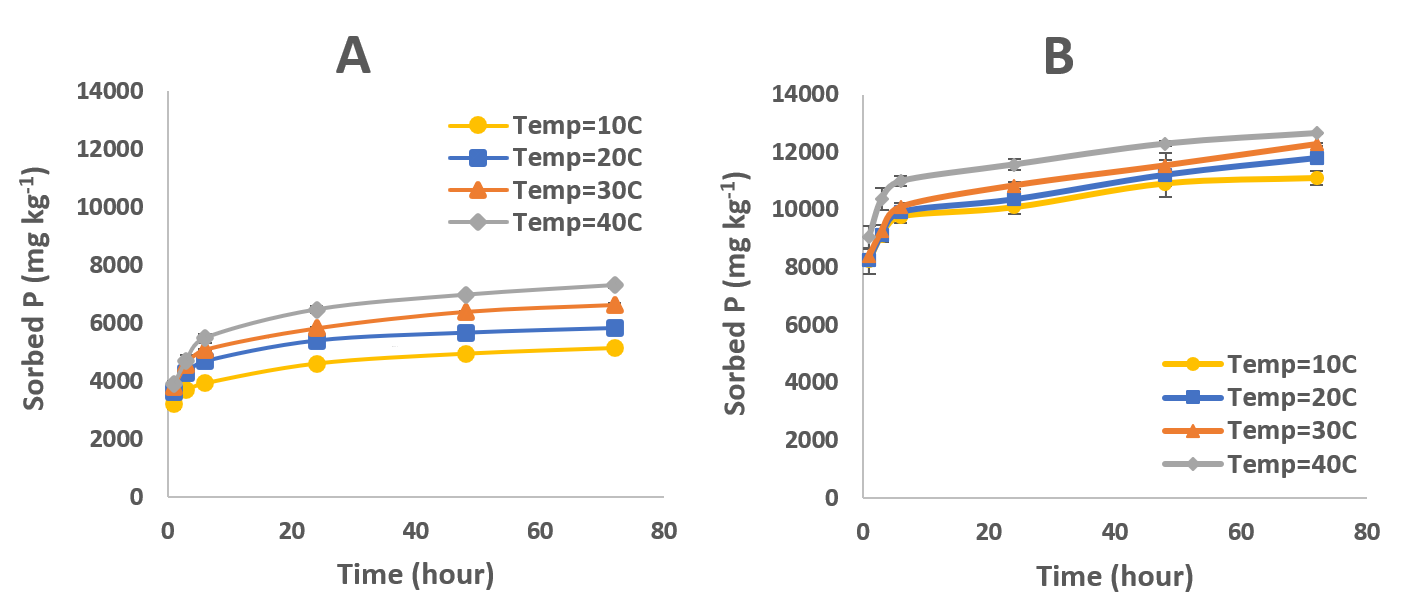 A
14000
12000
10000
8000
6000
4000
2000
0
0 20 40 60 80
Sorbed P (mg kg⁻¹)
Time (hour)
Temp=10C
Temp=20C
Temp=30C
Temp=40C
B
14000
12000
10000
8000
6000
4000
2000
0
0 20 40 60 80
Sorbed P (mg kg⁻¹)
Time (hour)
Temp=10C
Temp=20C
Temp=30C
Temp=40C